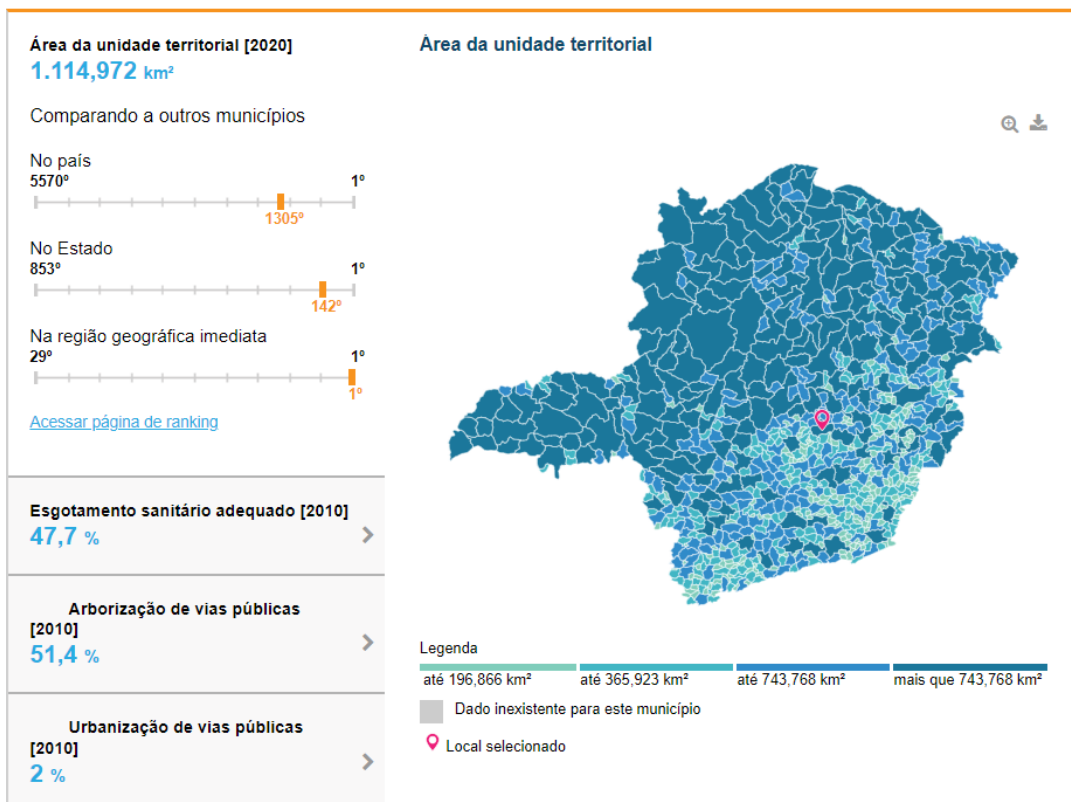 Área da unidade territorial [2020]
1.114,972 km²
Comparando a outros municípios
No país
5570º 1º
1305º
No Estado
853º 1º
142º
Na região geográfica imediata
29º 1º
1º
Acessar página de ranking
Esgotamento sanitário adequado [2010]
47,7 %
Arborização de vias públicas
[2010]
51,4 %
Urbanização de vias públicas
[2010]
2 %
Área da unidade territorial
Legenda
até 196,866 km² até 365,923 km² até 743,768 km² mais que 743,768 km²
Dado inexistente para este município
Local selecionado